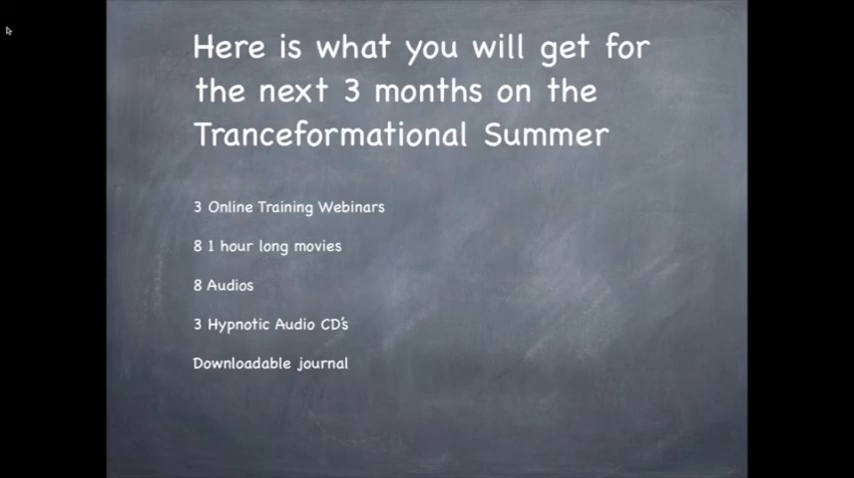 Here is what you will get for
the next 3 months on the
Tranceformational Summer
3 Online Training Webinars
8 1 hour long movies
8 Audios
3 Hypnotic Audio CD's
Downloadable journal